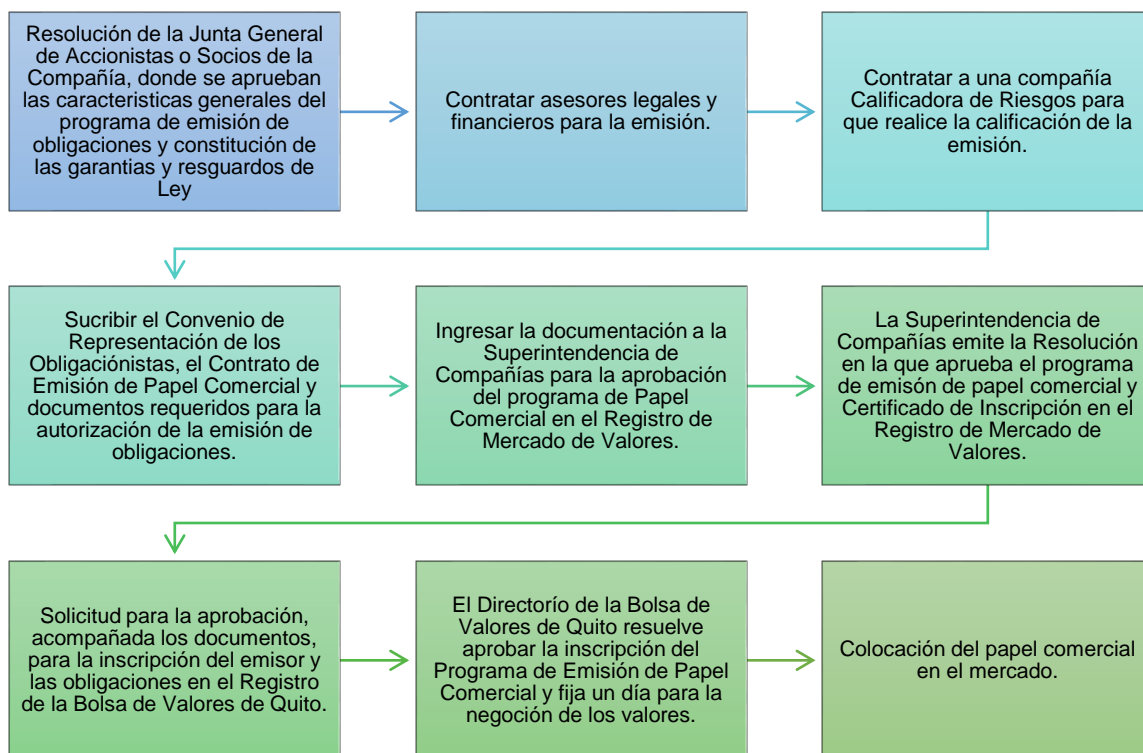 Resolución de la Junta General
de Accionistas o Socios de la
Compañía, donde se aprueban
las caracteristicas generales del
programa de emisión de
obligaciones y constitución de
las garantias y resguardos de
Ley
Contratar asesores legales y
financieros para la emisión.
Contratar a una compañía
Calificadora de Riesgos para
que realice la calificación de la
emisión.
Sucribir el Convenio de
Representación de los
Obligaciónistas, el Contrato de
Emisión de Papel Comercial y
documentos requeridos para la
autorización de la emisión de
obligaciones.
Ingresar la documentación a la
Superintendencia de
Compañías para la aprobación
del programa de Papel
Comercial en el Registro de
Mercado de Valores.
La Superintendencia de
Compañías emite la Resolución
en la que aprueba el programa
de emisón de papel comercial y
Certificado de Inscripción en el
Registro de Mercado de
Valores.
Solicitud para la aprobación,
acompañada los documentos,
para la inscripción del emisor y
las obligaciones en el Registro
de la Bolsa de Valores de Quito.
El Directorío de la Bolsa de
Valores de Quito resuelve
aprobar la inscripción del
Programa de Emisión de Papel
Comercial y fija un día para la
negoción de los valores.
Colocación del papel comercial
en el mercado.